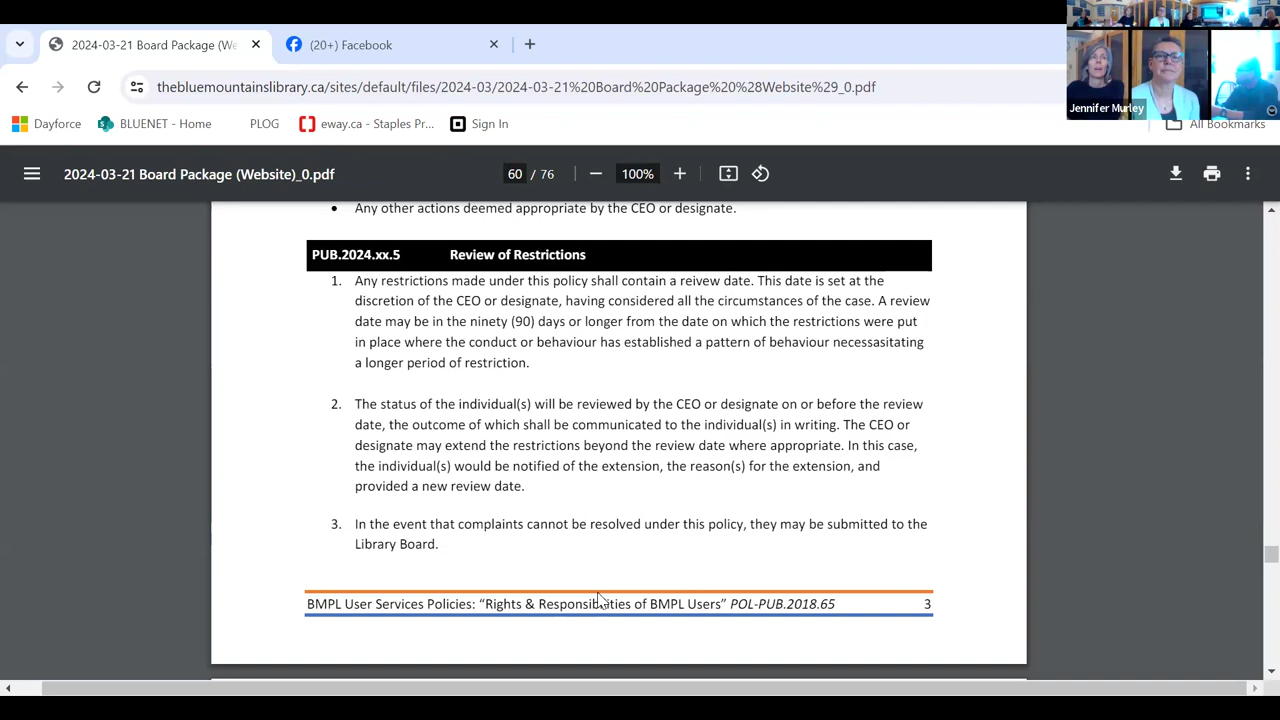 2024-03-21 Board Package (We
(20+) Facebook
thebluemountainslibrary.ca/sites/default/files/2024-03/2024-03-21%20Board%20Package%20%28Website%29_0.pdf
Jennifer Murley
Dayforce
BLUENET - Home
PLOG
eway.ca - Staples Pr...
Sign In
All Bookmarks
2024-03-21 Board Package (Website)_0.pdf
60 / 76
100%
• Any other actions deemed appropriate by the CEO or designate.
PUB.2024.xx.5 Review of Restrictions
1. Any restrictions made under this policy shall contain a reivew date. This date is set at the
discretion of the CEO or designate, having considered all the circumstances of the case. A review
date may be in the ninety (90) days or longer from the date on which the restrictions were put
in place where the conduct or behaviour has established a pattern of behaviour necessasitating
a longer period of restriction.
2. The status of the individual(s) will be reviewed by the CEO or designate on or before the review
date, the outcome of which shall be communicated to the individual(s) in writing. The CEO or
designate may extend the restrictions beyond the review date where appropriate. In this case,
the individual(s) would be notified of the extension, the reason(s) for the extension, and
provided a new review date.
3. In the event that complaints cannot be resolved under this policy, they may be submitted to the
Library Board.
BMPL User Services Policies: “Rights & Responsibilities of BMPL Users” POL-PUB.2018.65 3